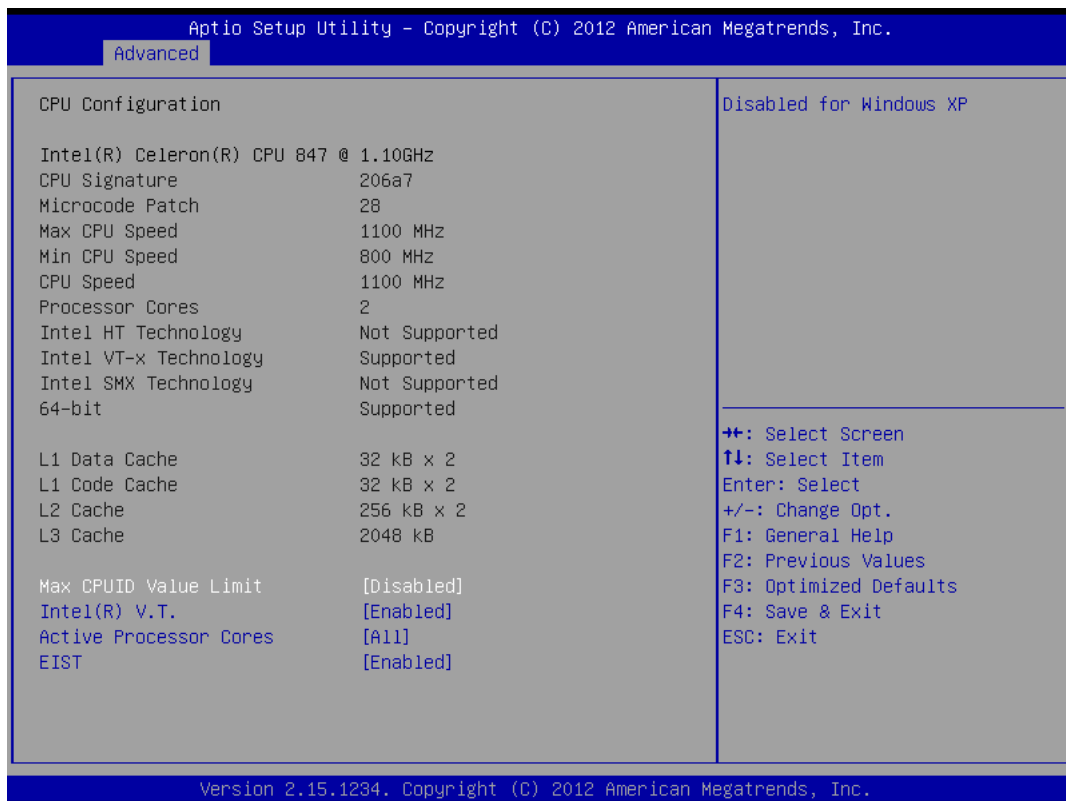 Aptio Setup Utility – Copyright (C) 2012 American Megatrends, Inc.
Advanced
CPU Configuration
Intel(R) Celeron(R) CPU 847 @ 1.10GHz
CPU Signature 206a7
Microcode Patch 28
Max CPU Speed 1100 MHz
Min CPU Speed 800 MHz
CPU Speed 1100 MHz
Processor Cores 2
Intel HT Technology Not Supported
Intel VT-x Technology Supported
Intel SMX Technology Not Supported
64-bit Supported
L1 Data Cache 32 kB x 2
L1 Code Cache 32 kB x 2
L2 Cache 256 kB x 2
L3 Cache 2048 kB
Max CPUID Value Limit [Disabled]
Intel(R) V.T. [Enabled]
Active Processor Cores [All]
EIST [Enabled]
Disabled for Windows XP
→←: Select Screen
↑↓: Select Item
Enter: Select
+/-: Change Opt.
F1: General Help
F2: Previous Values
F3: Optimized Defaults
F4: Save & Exit
ESC: Exit
Version 2.15.1234. Copyright (C) 2012 American Megatrends, Inc.